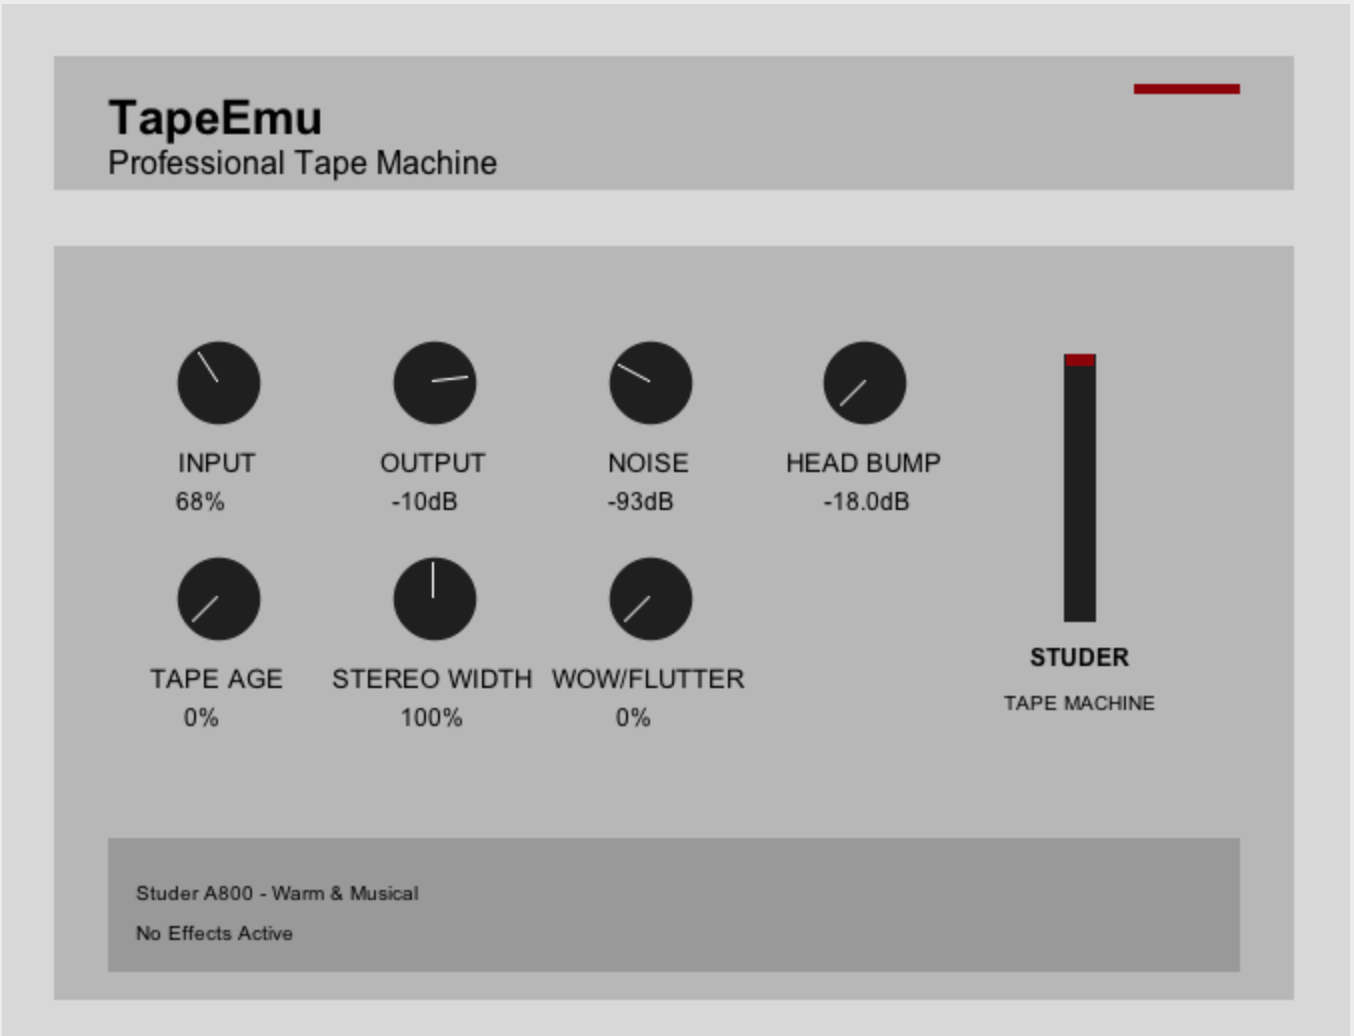 TapeEmu
Professional Tape Machine
INPUT OUTPUT NOISE HEAD BUMP
68% -10dB -93dB -18.0dB
TAPE AGE STEREO WIDTH WOW/FLUTTER
0% 100% 0%
STUDER
TAPE MACHINE
Studer A800 - Warm & Musical
No Effects Active